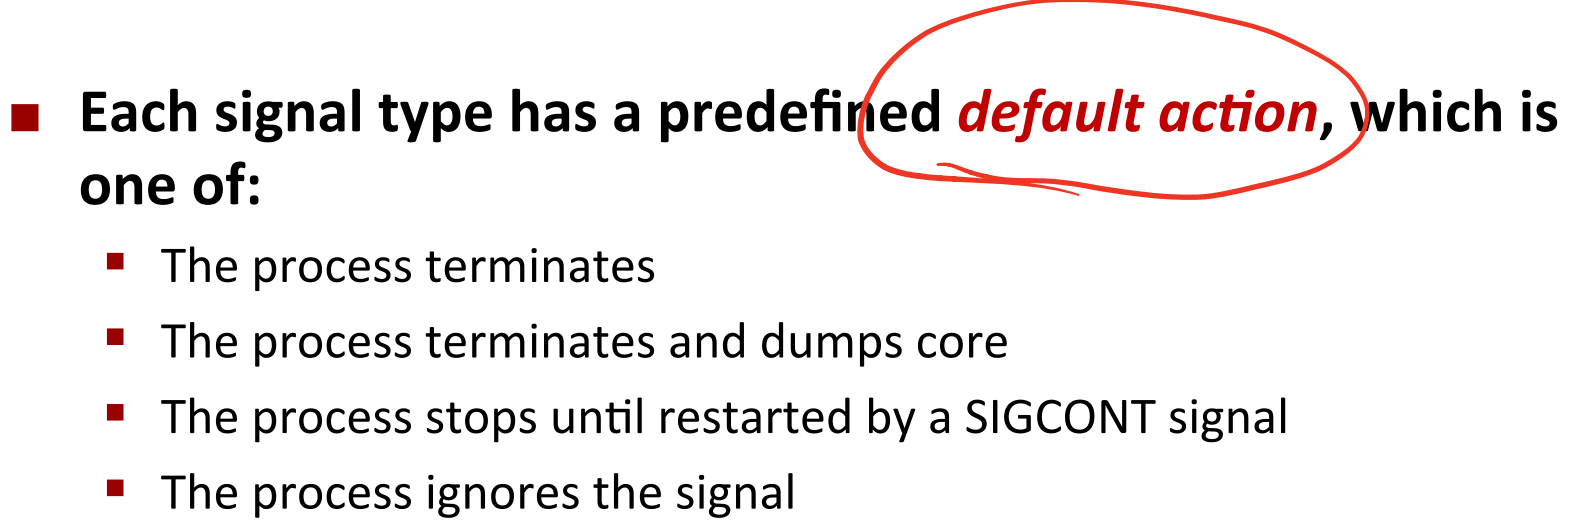 Each signal type has a predefined default action, which is
one of:
The process terminates
The process terminates and dumps core
The process stops until restarted by a SIGCONT signal
The process ignores the signal